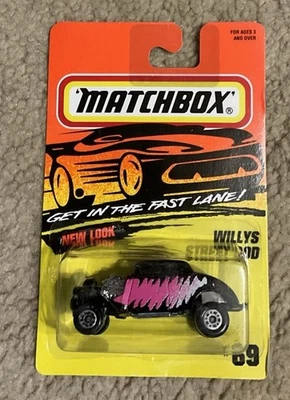 FOR AGES 3
AND OVER
'MATCHBOX'
®
GET IN THE FAST LANE!
NEW LOOK
WILLYS
STREET ROD
#69